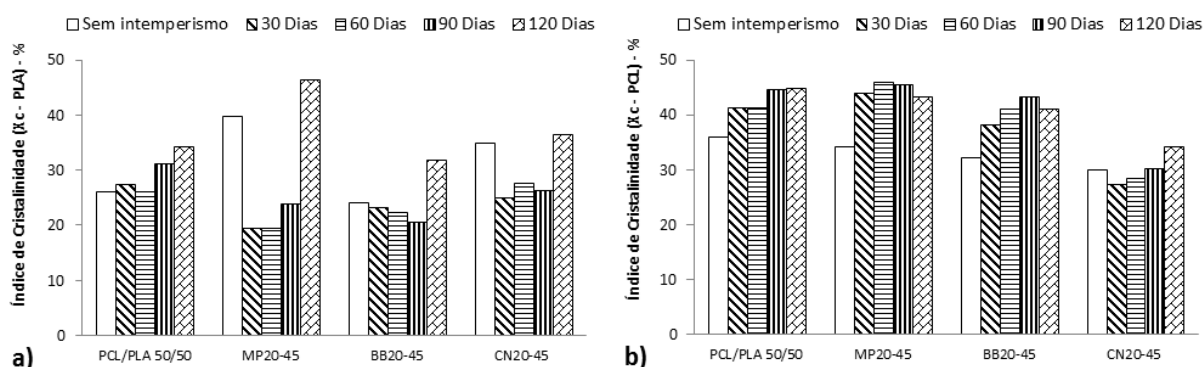 Sem intemperismo 30 Dias 60 Dias 90 Dias 120 Dias
Índice de Cristalinidade (Xc - PLA) - %
50
40
30
20
10
0
PCL/PLA 50/50 MP20-45 BB20-45 CN20-45
a)
Sem intemperismo 30 Dias 60 Dias 90 Dias 120 Dias
Índice de Cristalinidade (Xc - PCL) - %
50
40
30
20
10
0
PCL/PLA 50/50 MP20-45 BB20-45 CN20-45
b)